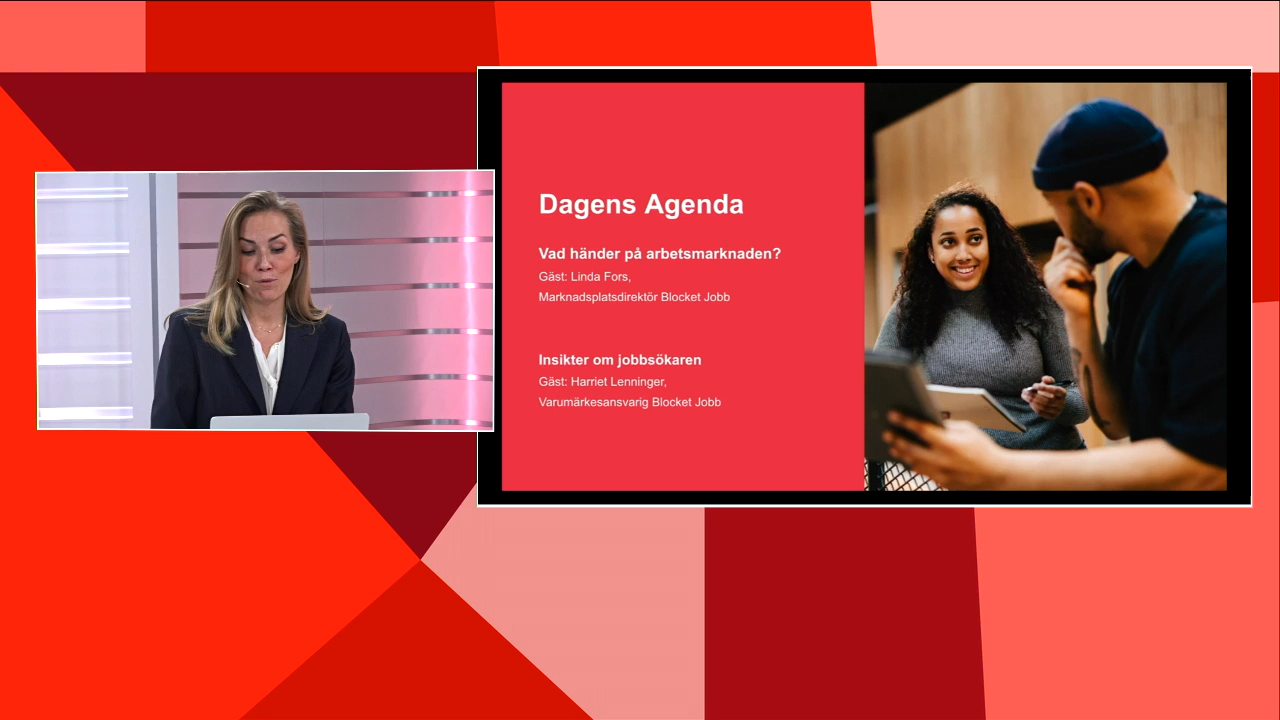 Dagens Agenda
Vad händer på arbetsmarknaden?
Gäst: Linda Fors,
Marknadsplatsdirektör Blocket Jobb
Insikter om jobbsökaren
Gäst: Harriet Lenninger,
Varumärkesansvarig Blocket Jobb